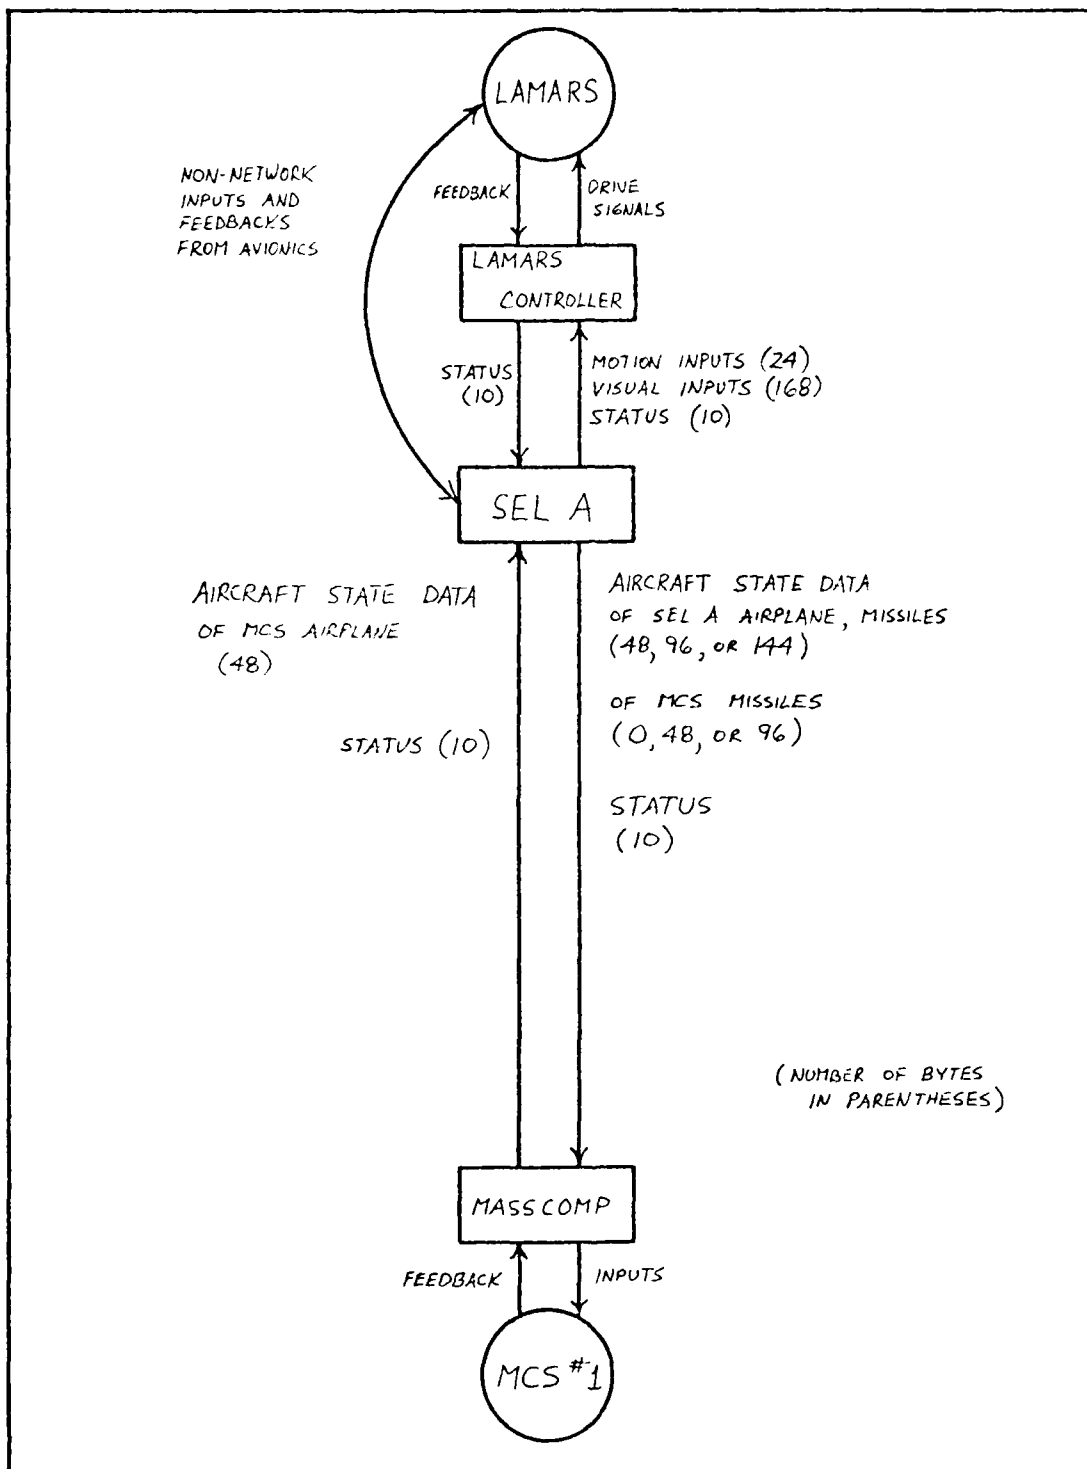 LAMARS
NON-NETWORK
INPUTS AND
FEEDBACKS
FROM AVIONICS
FEEDBACK
DRIVE
SIGNALS
LAMARS
CONTROLLER
STATUS
(10)
MOTION INPUTS (24)
VISUAL INPUTS (168)
STATUS (10)
SEL A
AIRCRAFT STATE DATA
OF MCS AIRPLANE
(48)
AIRCRAFT STATE DATA
OF SEL A AIRPLANE, MISSILES
(48, 96, OR 144)
OF MCS MISSILES
(0, 48, OR 96)
STATUS (10)
STATUS
(10)
(NUMBER OF BYTES
IN PARENTHESES)
MASSCOMP
FEEDBACK
INPUTS
MCS #1